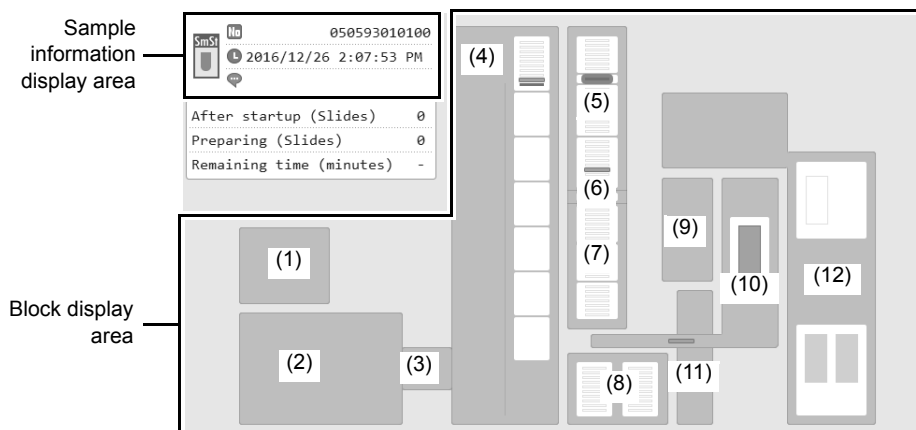 Sample
information
display area
SmSt
No
050593010100
2016/12/26 2:07:53 PM
After startup (Slides) 0
Preparing (Slides) 0
Remaining time (minutes) -
Block display
area
(1)
(2)
(3)
(4)
(5)
(6)
(7)
(8)
(9)
(10)
(11)
(12)